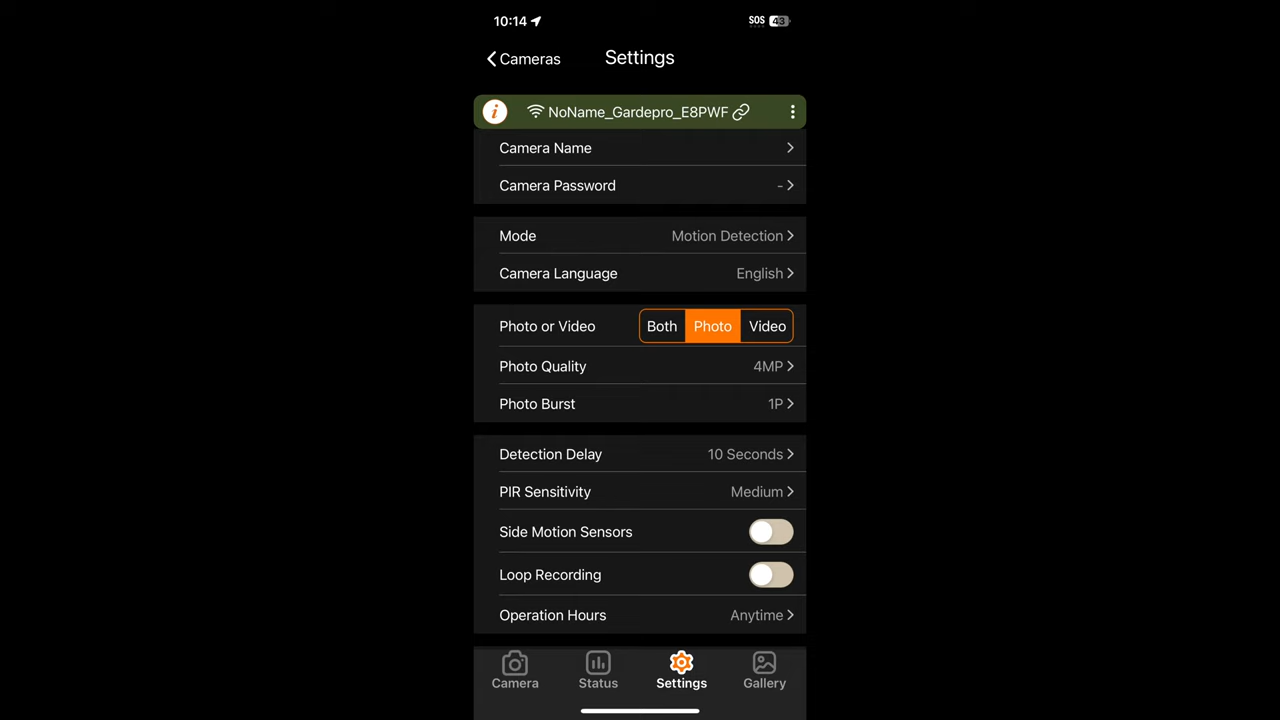 10:14 SOS 43
Cameras Settings
i NoName_Gardepro_E8PWF
Camera Name
Camera Password -
Mode Motion Detection
Camera Language English
Photo or Video Both Photo Video
Photo Quality 4MP
Photo Burst 1P
Detection Delay 10 Seconds
PIR Sensitivity Medium
Side Motion Sensors
Loop Recording
Operation Hours Anytime
Camera Status Settings Gallery